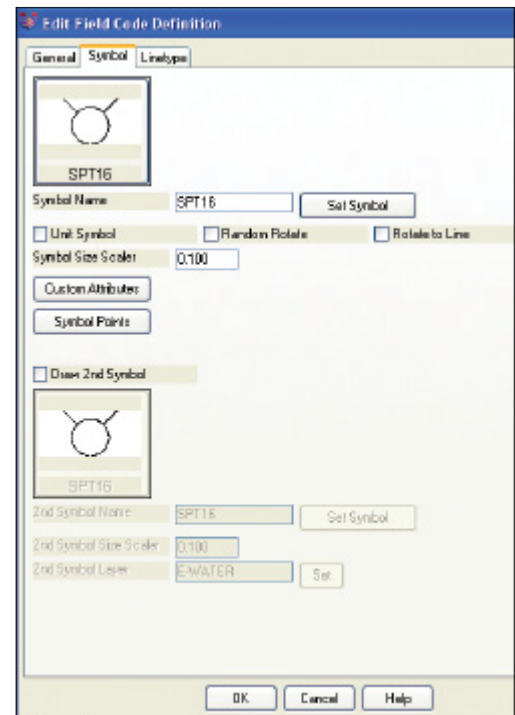 Edit Field Code Definition
General Symbol Linetype
SPT16
Symbol Name SPT16 Set Symbol
Unit Symbol Random Rotate Rotate to Line
Symbol Size Scaler 0.100
Custom Attributes
Symbol Points
Draw 2nd Symbol
SPT16
2nd Symbol Name SPT16 Set Symbol
2nd Symbol Size Scaler 0.100
2nd Symbol Layer E-WATER Set
OK Cancel Help